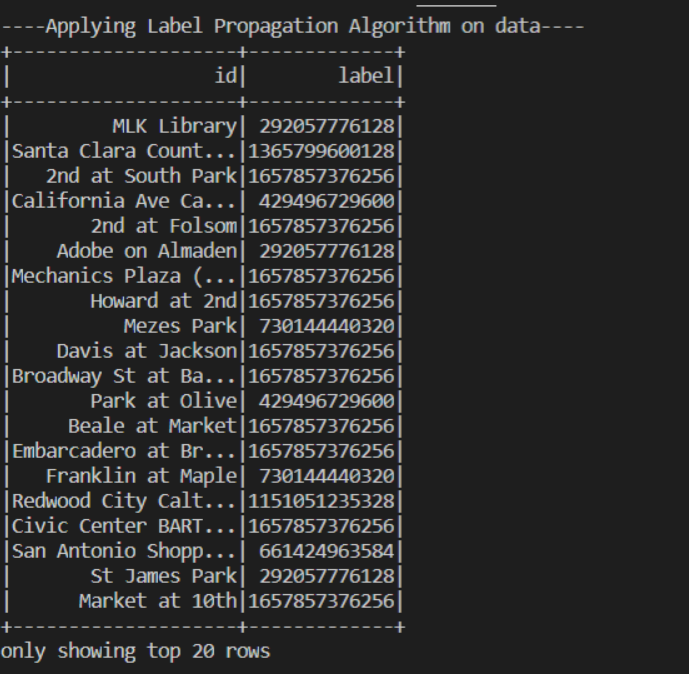 ----Applying Label Propagation Algorithm on data----
+--------------------+-------------+
|                  id|        label|
+--------------------+-------------+
|         MLK Library| 292057776128|
|Santa Clara Count...|1365799600128|
|   2nd at South Park|1657857376256|
|California Ave Ca...| 429496729600|
|       2nd at Folsom|1657857376256|
|    Adobe on Almaden| 292057776128|
|Mechanics Plaza (...|1657857376256|
|       Howard at 2nd|1657857376256|
|          Mezes Park| 730144440320|
|    Davis at Jackson|1657857376256|
|Broadway St at Ba...|1657857376256|
|       Park at Olive| 429496729600|
|     Beale at Market|1657857376256|
|Embarcadero at Br...|1657857376256|
|   Franklin at Maple| 730144440320|
|Redwood City Calt...|1151051235328|
|Civic Center BART...|1657857376256|
|San Antonio Shopp...| 661424963584|
|       St James Park| 292057776128|
|      Market at 10th|1657857376256|
+--------------------+-------------+
only showing top 20 rows